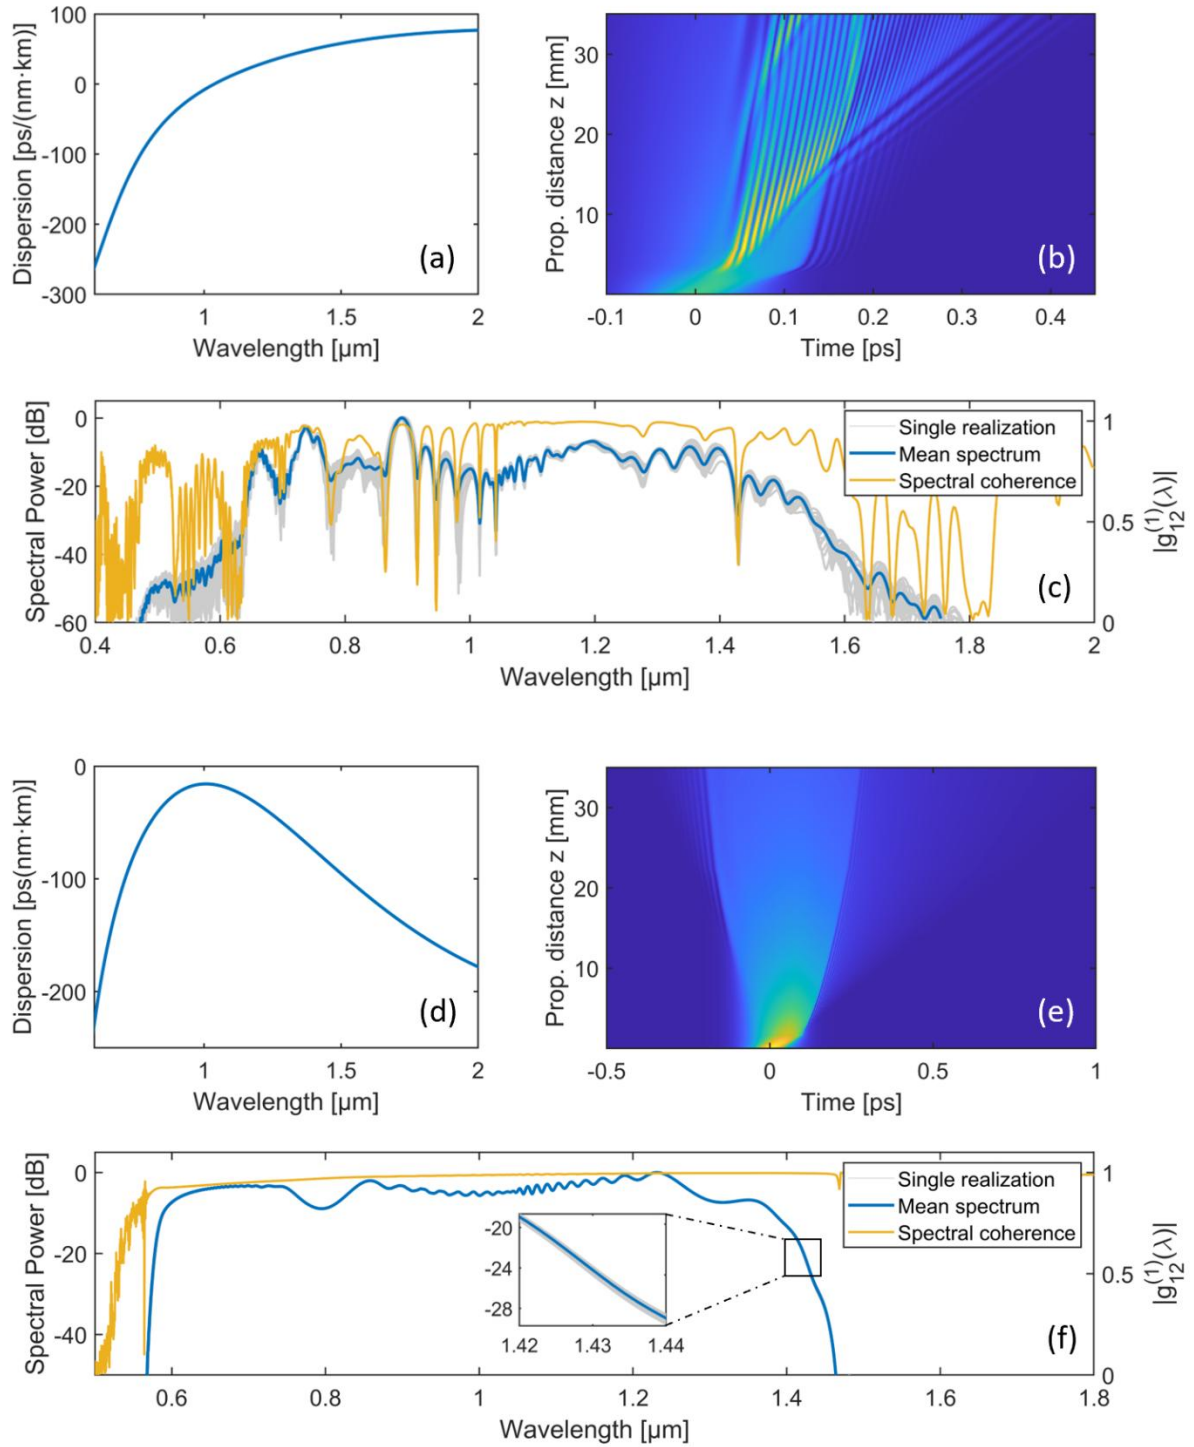 100
0
-100
-200
-300
Dispersion [ps/(nm·km)]
1
1.5
2
Wavelength [µm]
(a)
30
20
10
Prop. distance z [mm]
-0.1
0
0.1
0.2
0.3
0.4
Time [ps]
(b)
0
-20
-40
-60
Spectral Power [dB]
Single realization
Mean spectrum
Spectral coherence
1
0.5
0
|g₁₂⁽¹⁾(λ)|
(c)
0.4
0.6
0.8
1
1.2
1.4
1.6
1.8
2
Wavelength [µm]
0
-100
-200
Dispersion [ps(nm·km)]
1
1.5
2
Wavelength [µm]
(d)
30
20
10
Prop. distance z [mm]
-0.5
0
0.5
1
Time [ps]
(e)
0
-20
-40
Spectral Power [dB]
Single realization
Mean spectrum
Spectral coherence
-20
-24
-28
1.42
1.43
1.44
1
0.5
0
|g₁₂⁽¹⁾(λ)|
(f)
0.6
0.8
1
1.2
1.4
1.6
1.8
Wavelength [µm]